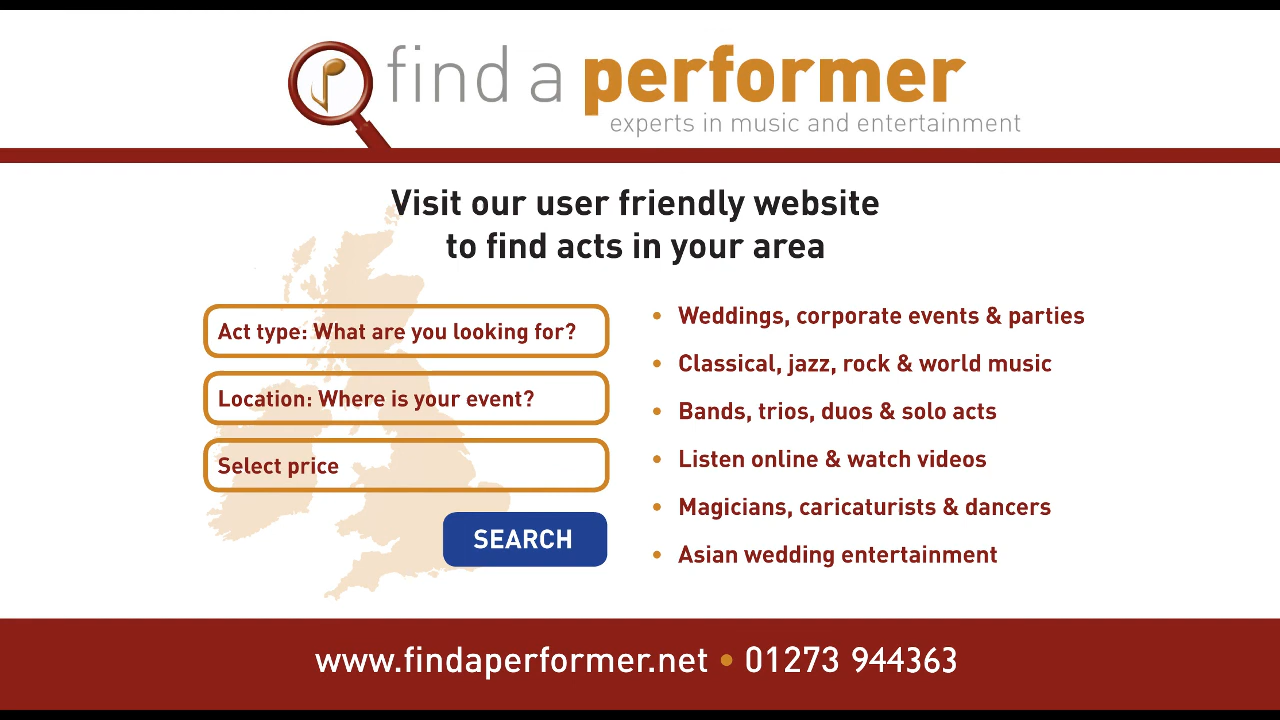 find a performer
experts in music and entertainment
Visit our user friendly website
to find acts in your area
Act type: What are you looking for?
Location: Where is your event?
Select price
SEARCH
• Weddings, corporate events & parties
• Classical, jazz, rock & world music
• Bands, trios, duos & solo acts
• Listen online & watch videos
• Magicians, caricaturists & dancers
• Asian wedding entertainment
www.findaperformer.net • 01273 944363